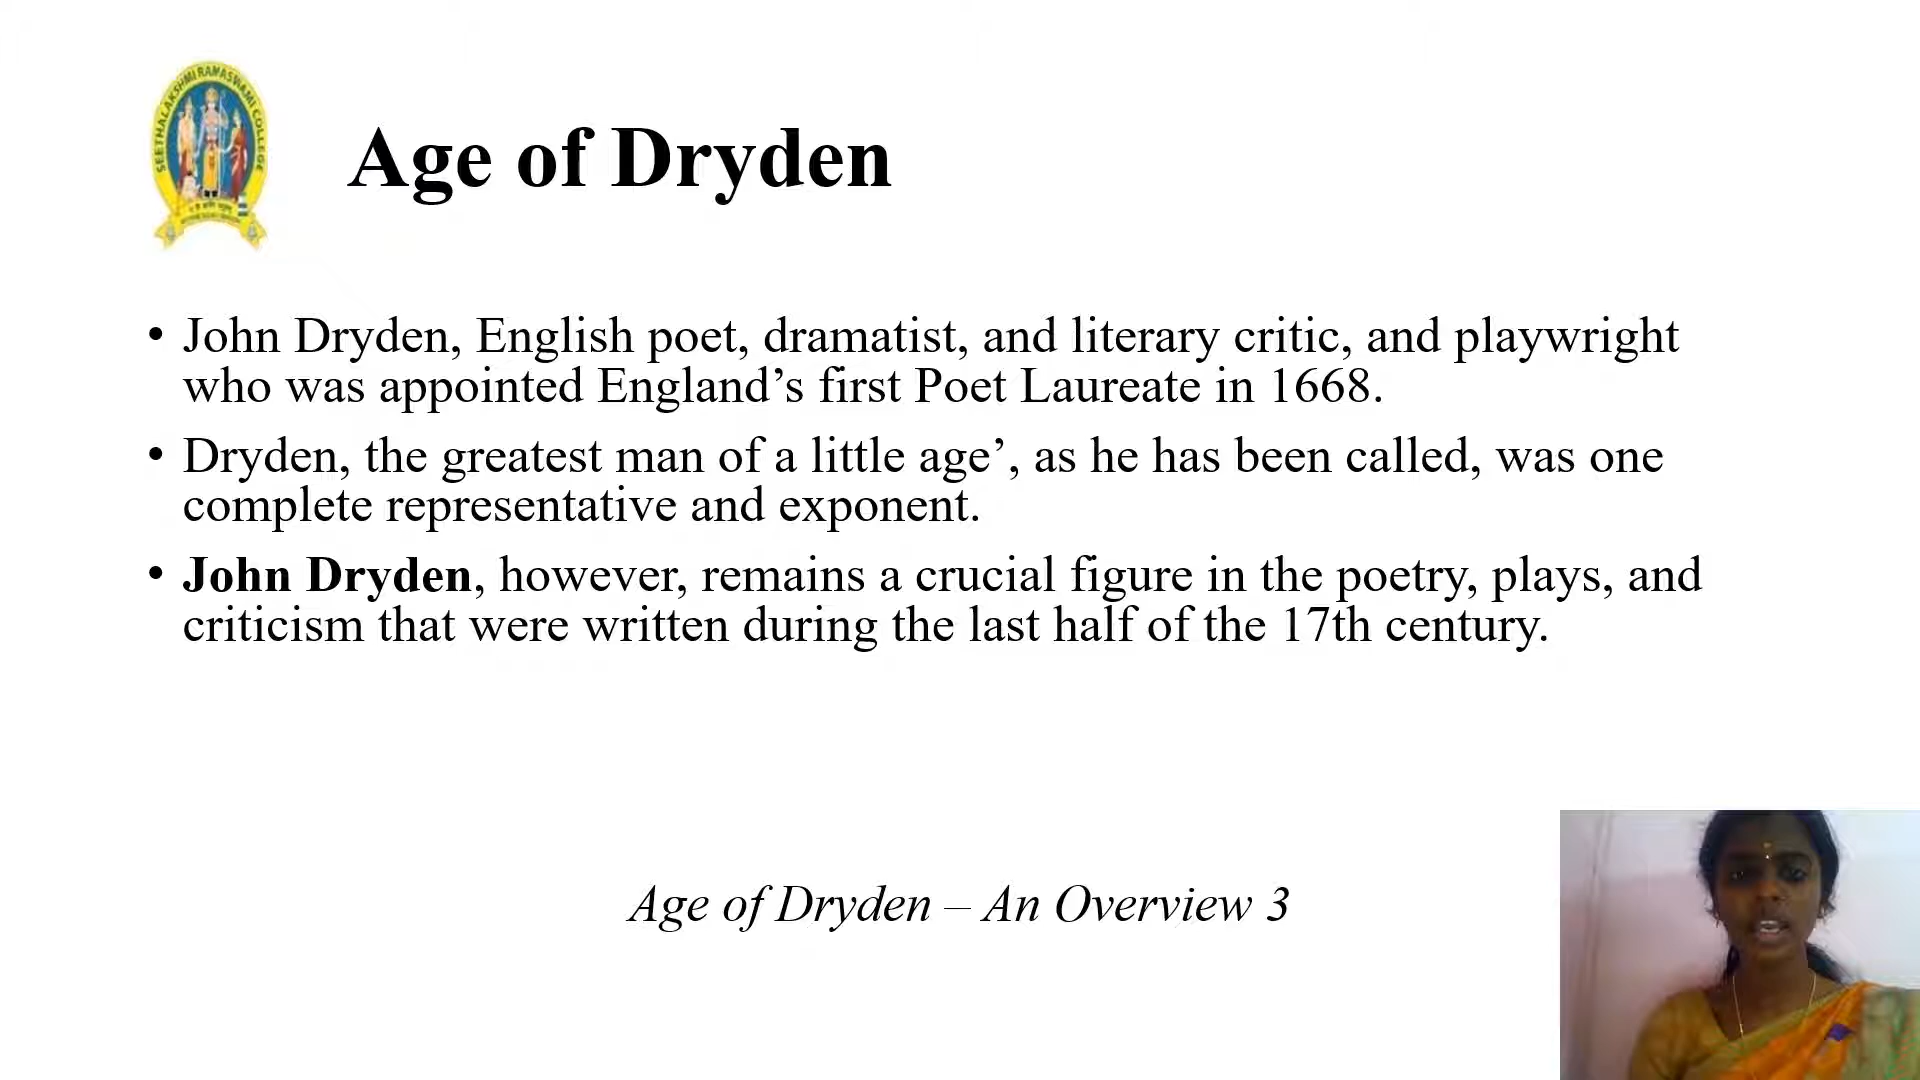 SEETHALAKSHMI RAMASWAMI COLLEGE
Age of Dryden
• John Dryden, English poet, dramatist, and literary critic, and playwright
who was appointed England’s first Poet Laureate in 1668.
• Dryden, the greatest man of a little age’, as he has been called, was one
complete representative and exponent.
• John Dryden, however, remains a crucial figure in the poetry, plays, and
criticism that were written during the last half of the 17th century.
Age of Dryden – An Overview 3